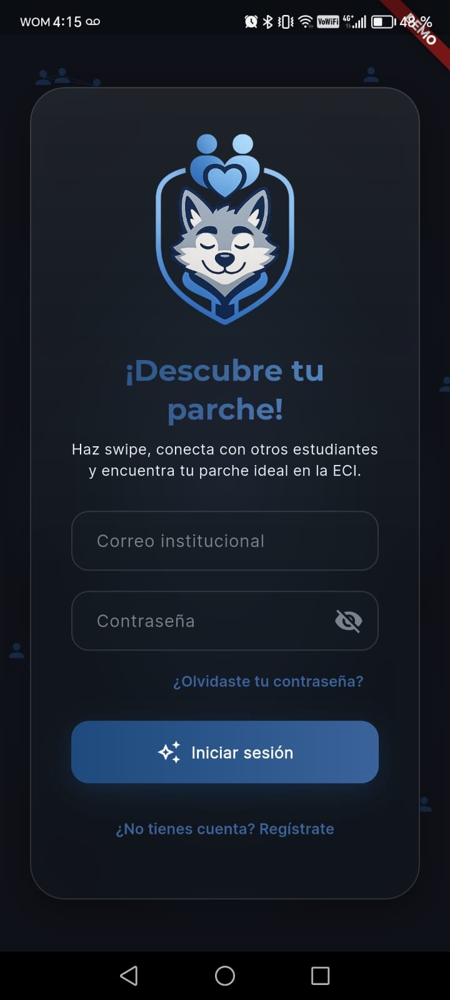 WOM 4:15 VoWiFi 4G+ 48 %
DEMO
¡Descubre tu
parche!
Haz swipe, conecta con otros estudiantes
y encuentra tu parche ideal en la ECI.
Correo institucional
Contraseña
¿Olvidaste tu contraseña?
Iniciar sesión
¿No tienes cuenta? Regístrate